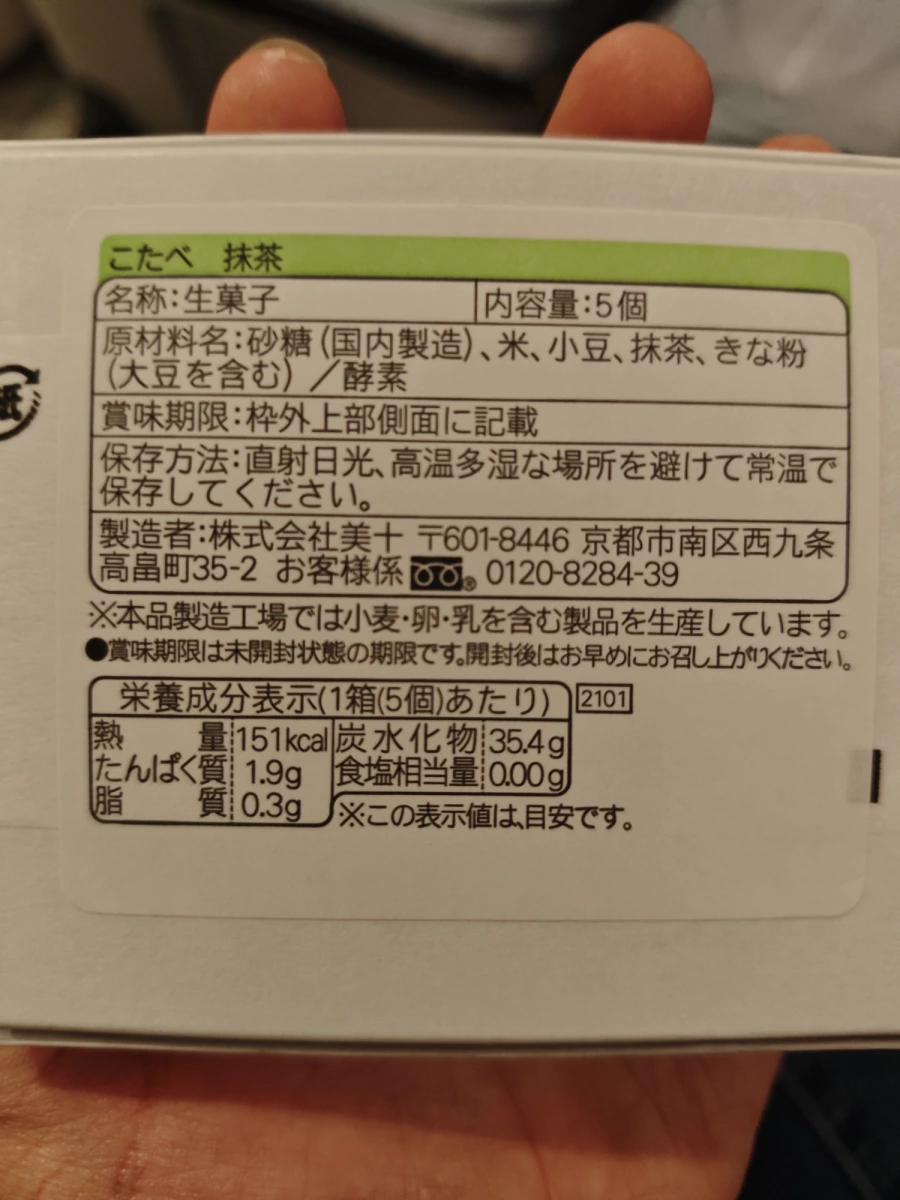 こたべ 抹茶
名称:生菓子 内容量:5個
原材料名:砂糖(国内製造)、米、小豆、抹茶、きな粉
(大豆を含む)/酵素
賞味期限:枠外上部側面に記載
保存方法:直射日光、高温多湿な場所を避けて常温で
保存してください。
製造者:株式会社美十 〒601-8446 京都市南区西九条
高畠町35-2 お客様係 ® 0120-8284-39
※本品製造工場では小麦・卵・乳を含む製品を生産しています。
●賞味期限は未開封状態の期限です。開封後はお早めにお召し上がりください。
栄養成分表示(1箱(5個)あたり) 2101
熱量 151kcal 炭水化物 35.4g
たんぱく質 1.9g 食塩相当量 0.00g
脂質 0.3g ※この表示値は、目安です。
紙